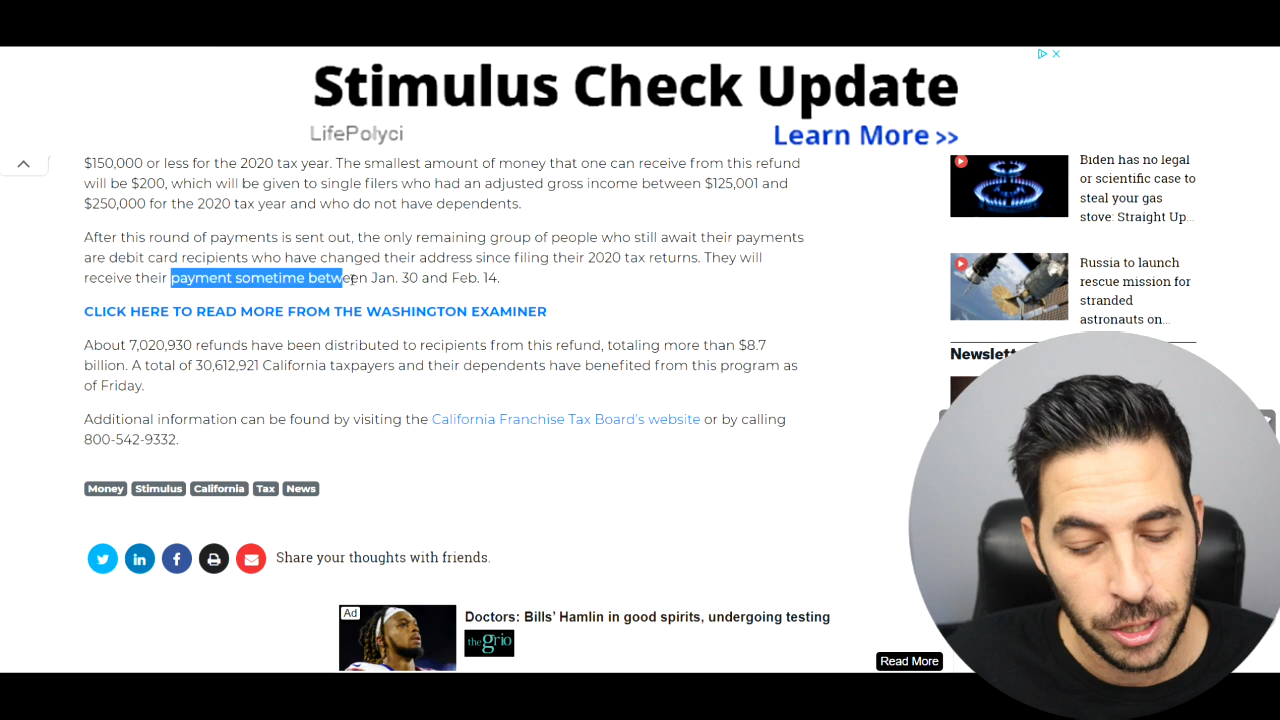 Stimulus Check Update
LifePolyci
Learn More >>
$150,000 or less for the 2020 tax year. The smallest amount of money that one can receive from this refund
will be $200, which will be given to single filers who had an adjusted gross income between $125,001 and
$250,000 for the 2020 tax year and who do not have dependents.
After this round of payments is sent out, the only remaining group of people who still await their payments
are debit card recipients who have changed their address since filing their 2020 tax returns. They will
receive their payment sometime between Jan. 30 and Feb. 14.
CLICK HERE TO READ MORE FROM THE WASHINGTON EXAMINER
About 7,020,930 refunds have been distributed to recipients from this refund, totaling more than $8.7
billion. A total of 30,612,921 California taxpayers and their dependents have benefited from this program as
of Friday.
Additional information can be found by visiting the California Franchise Tax Board's website or by calling
800-542-9332.
Money Stimulus California Tax News
Share your thoughts with friends.
Ad
Doctors: Bills' Hamlin in good spirits, undergoing testing
the grio
Read More
Biden has no legal
or scientific case to
steal your gas
stove: Straight Up...
Russia to launch
rescue mission for
stranded
astronauts on...
Newslett